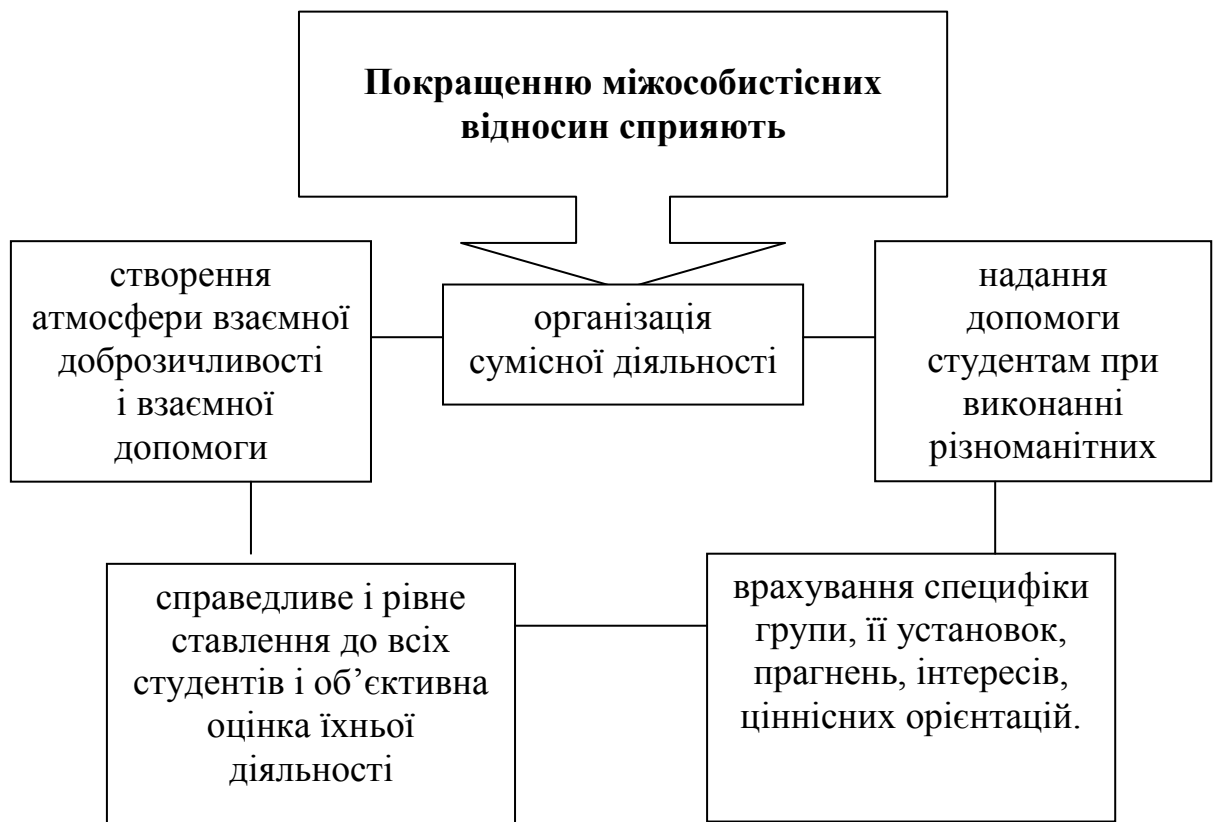 Покращенню міжособистісних
відносин сприяють
створення
атмосфери взаємної
доброзичливості
і взаємної
допомоги
організація
сумісної діяльності
надання
допомоги
студентам при
виконанні
різноманітних
справедливе і рівне
ставлення до всіх
студентів і об’єктивна
оцінка їхньої
діяльності
врахування специфіки
групи, її установок,
прагнень, інтересів,
ціннісних орієнтацій.